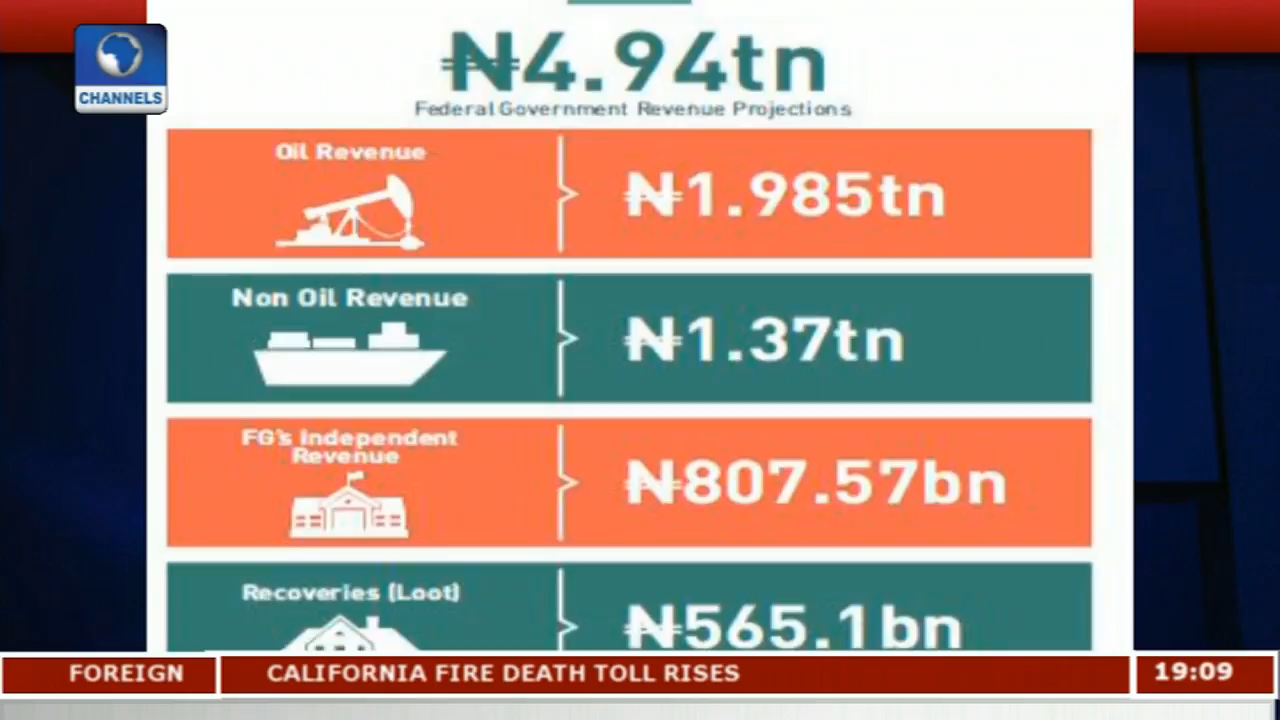 CHANNELS
₦4.94tn
Federal Government Revenue Projections
Oil Revenue
₦1.985tn
Non Oil Revenue
₦1.37tn
FG's Independent
Revenue
₦807.57bn
Recoveries (Loot)
₦565.1bn
FOREIGN
CALIFORNIA FIRE DEATH TOLL RISES
19:09